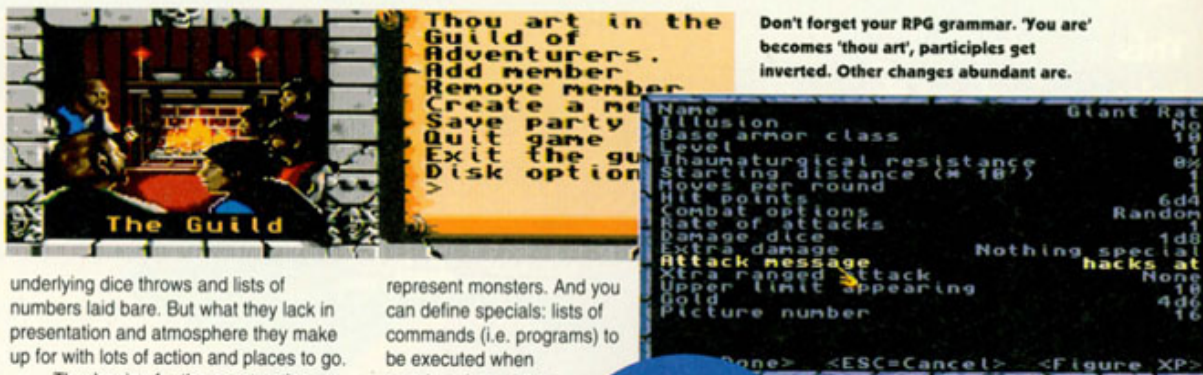 The Guild
Thou art in the
Guild of
Adventurers.
Add member
Remove member
Create a me
Save party
Quit game
Exit the gu
Disk option
>
Don't forget your RPG grammar. 'You are'
becomes 'thou art', participles get
inverted. Other changes abundant are.
Name Giant Rat
Illusion No
Base armor class 10
Level 1
Thaumaturgical resistance 0%
Starting distance (* 10') 1
Moves per round 1
Hit points 6d4
Combat options Random
Rate of attacks 1
Damage dice 1d8
Extra damage Nothing special
Attack message hacks at
Xtra ranged attack None
Upper limit appearing 10
Gold 4d6
Picture number 16
one> <ESC=Cancel> <Figure XP>
underlying dice throws and lists of
numbers laid bare. But what they lack in
presentation and atmosphere they make
up for with lots of action and places to go.
represent monsters. And you
can define specials: lists of
commands (i.e. programs) to
be executed when